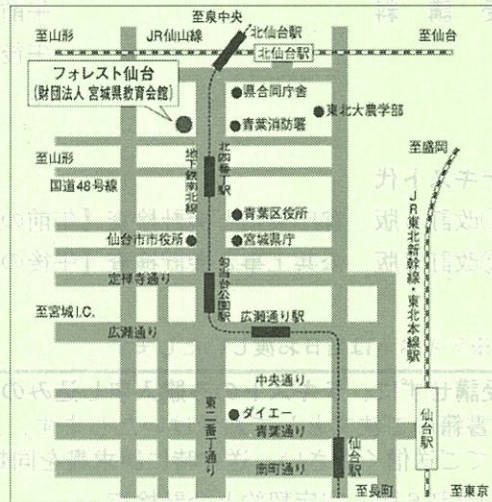 至泉中央
北仙台駅
至山形
JR仙山線
北仙台駅
至仙台
フォレスト仙台
(財団法人 宮城県教育会館)
県合同庁舎
東北大農学部
青葉消防署
至盛岡
至山形
地下鉄南北線
北四番丁駅
国道48号線
JR東北新幹線・東北本線
青葉区役所
仙台市市役所
宮城県庁
定禅寺通り
勾当台公園駅
至宮城I.C.
広瀬通り駅
広瀬通り
中央通り
東二番丁通り
ダイエー
青葉通り
仙台駅
仙台駅
南町通り
至長町
至東京